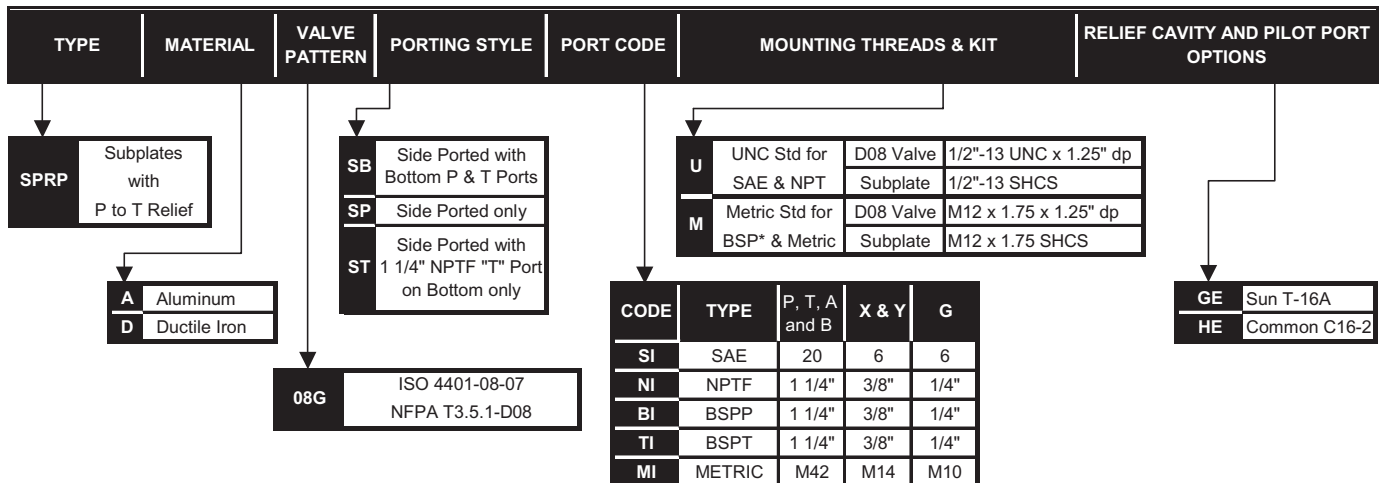 TYPE MATERIAL VALVE PATTERN PORTING STYLE PORT CODE MOUNTING THREADS & KIT RELIEF CAVITY AND PILOT PORT OPTIONS
SPRP Subplates
with
P to T Relief
A Aluminum
D Ductile Iron
08G ISO 4401-08-07
NFPA T3.5.1-D08
SB Side Ported with
Bottom P & T Ports
SP Side Ported only
ST Side Ported with
1 1/4" NPTF "T" Port
on Bottom only
CODE TYPE P, T, A and B X & Y G
SI SAE 20 6 6
NI NPTF 1 1/4" 3/8" 1/4"
BI BSPP 1 1/4" 3/8" 1/4"
TI BSPT 1 1/4" 3/8" 1/4"
MI METRIC M42 M14 M10
U UNC Std for D08 Valve 1/2"-13 UNC x 1.25" dp
SAE & NPT Subplate 1/2"-13 SHCS
M Metric Std for D08 Valve M12 x 1.75 x 1.25" dp
BSP* & Metric Subplate M12 x 1.75 SHCS
GE Sun T-16A
HE Common C16-2